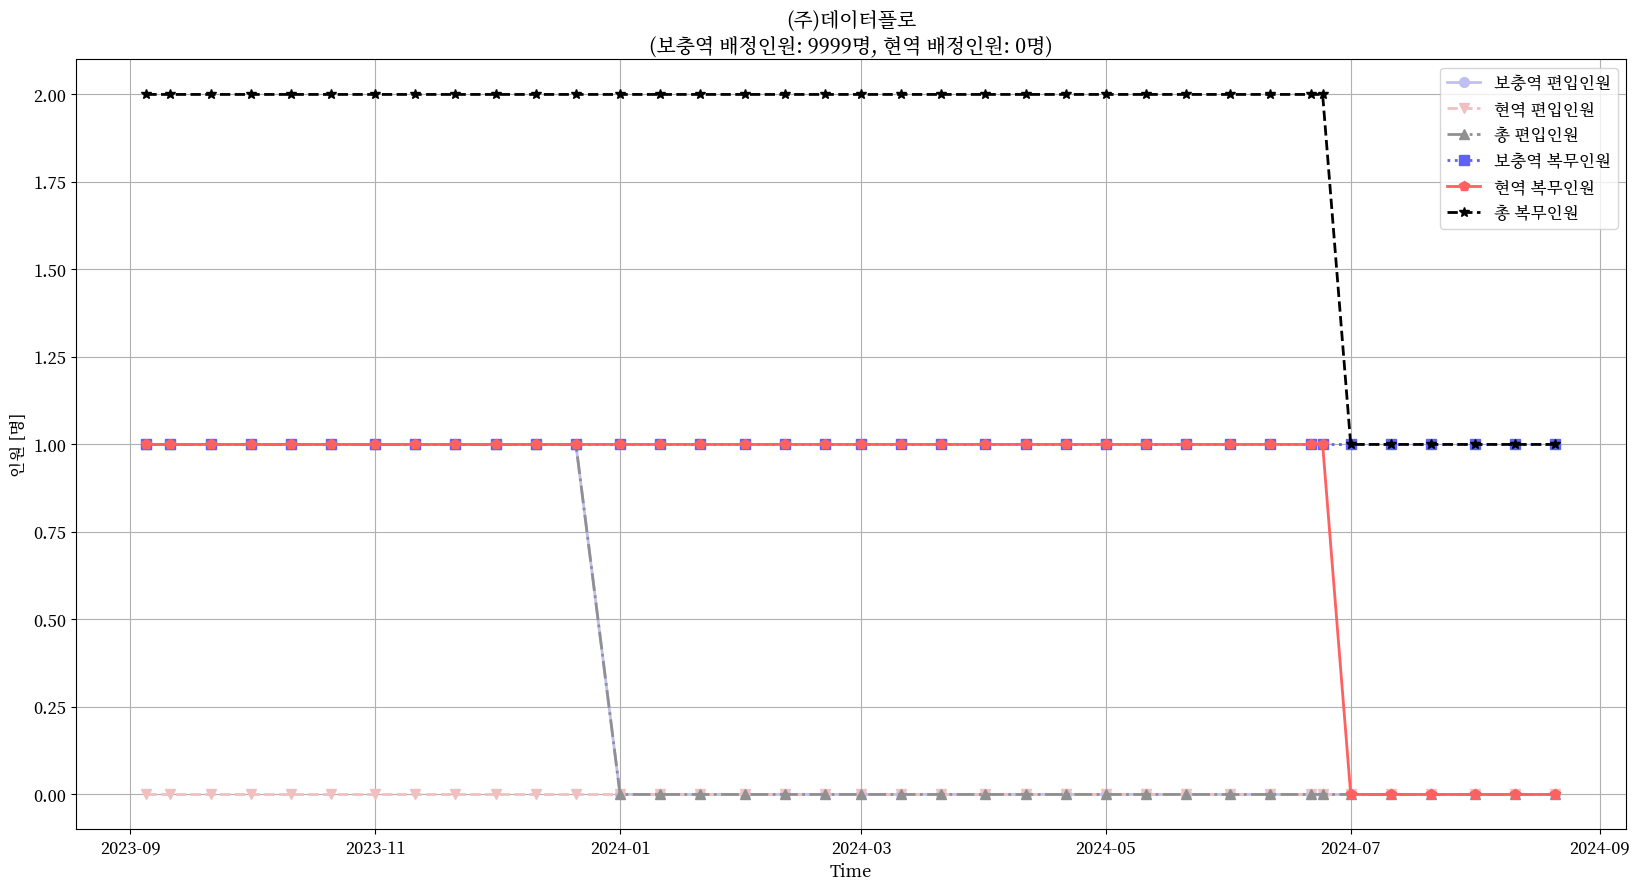 (주)데이터플로
(보충역 배정인원: 9999명, 현역 배정인원: 0명)
보충역 편입인원
현역 편입인원
총 편입인원
보충역 복무인원
현역 복무인원
총 복무인원
2.00
1.75
1.50
1.25
1.00
0.75
0.50
0.25
0.00
인원 [명]
2023-09 2023-11 2024-01 2024-03 2024-05 2024-07 2024-09
Time